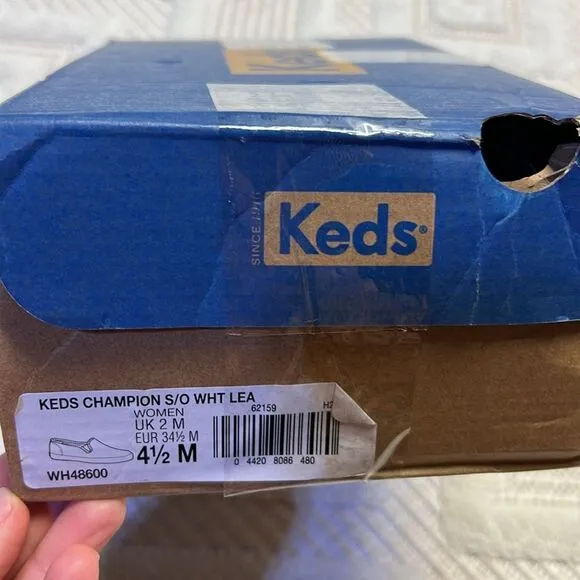 Keds
SINCE 1916
Keds®
KEDS CHAMPION S/O WHT LEA
WOMEN
UK 2 M
EUR 34½ M
4½ M
62159
0 4420 8086 480
WH48600